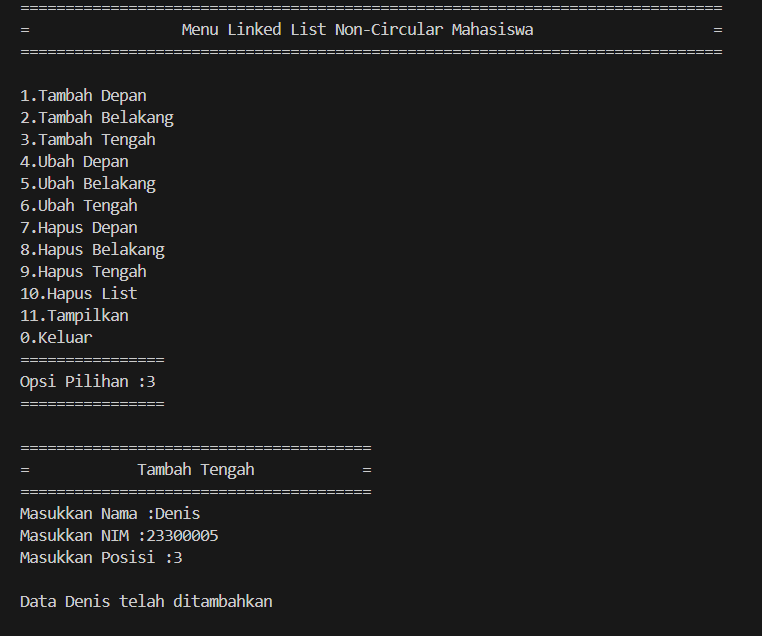 ==============================================================================
=                 Menu Linked List Non-Circular Mahasiswa                    =
==============================================================================
1.Tambah Depan
2.Tambah Belakang
3.Tambah Tengah
4.Ubah Depan
5.Ubah Belakang
6.Ubah Tengah
7.Hapus Depan
8.Hapus Belakang
9.Hapus Tengah
10.Hapus List
11.Tampilkan
0.Keluar
================
Opsi Pilihan :3
================
=======================================
=            Tambah Tengah            =
=======================================
Masukkan Nama :Denis
Masukkan NIM :23300005
Masukkan Posisi :3
Data Denis telah ditambahkan